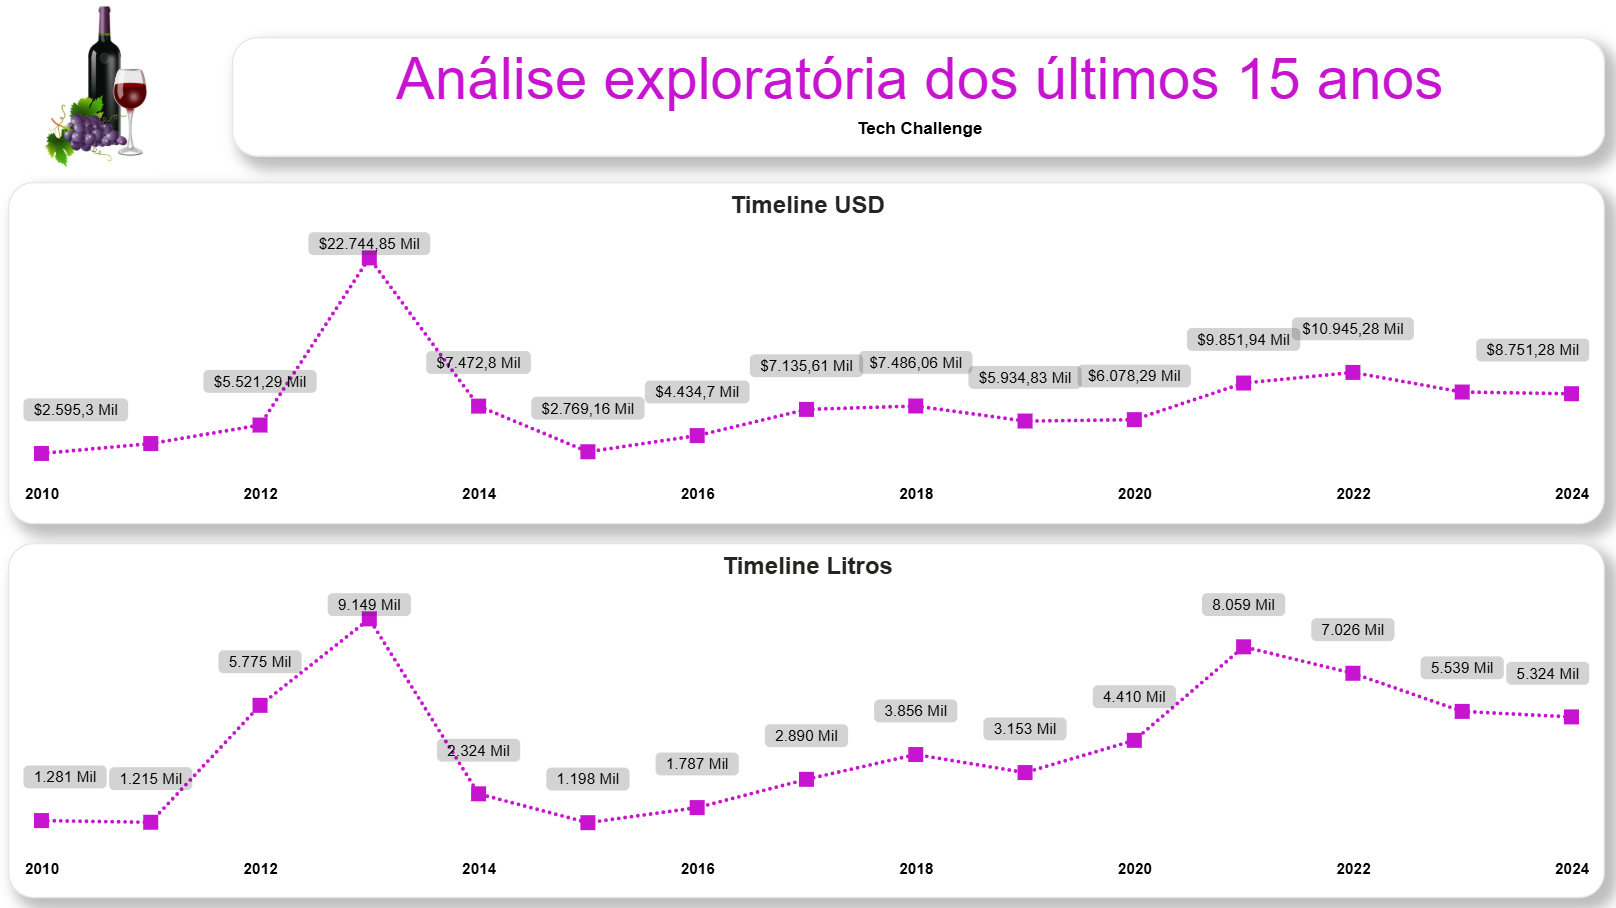 Análise exploratória dos últimos 15 anos
Tech Challenge
Timeline USD
$22.744,85 Mil
$10.945,28 Mil
$9.851,94 Mil
$8.751,28 Mil
$7.472,8 Mil
$7.135,61 Mil
$7.486,06 Mil
$5.521,29 Mil
$5.934,83 Mil
$6.078,29 Mil
$4.434,7 Mil
$2.595,3 Mil
$2.769,16 Mil
2010 2012 2014 2016 2018 2020 2022 2024
Timeline Litros
9.149 Mil
8.059 Mil
7.026 Mil
5.775 Mil
5.539 Mil
5.324 Mil
4.410 Mil
3.856 Mil
3.153 Mil
2.890 Mil
2.324 Mil
1.787 Mil
1.281 Mil
1.215 Mil
1.198 Mil
2010 2012 2014 2016 2018 2020 2022 2024